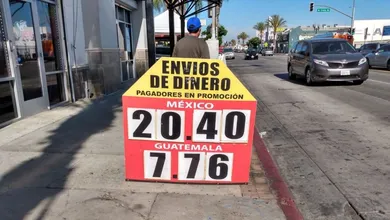 ENVIOS
DE DINERO
PAGADORES EN PROMOCIÓN
MÉXICO
20.40
GUATEMALA
7.76